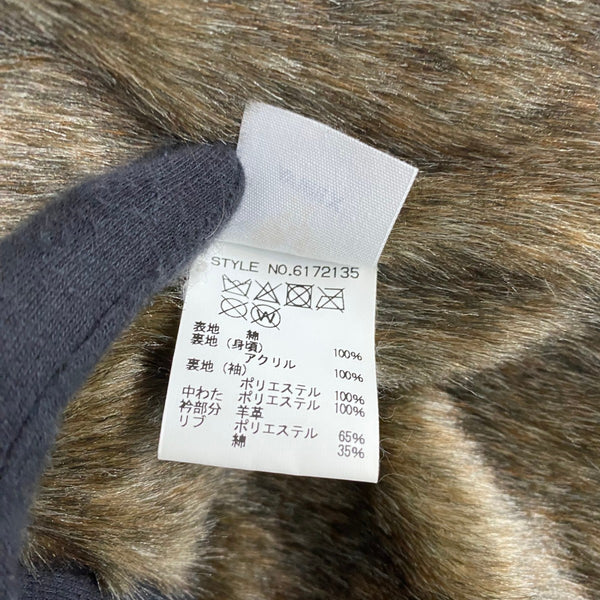 STYLE NO.6172135
表地 綿
裏地（身頃） 100%
アクリル
裏地（袖） 100%
ポリエステル 100%
中わた ポリエステル 100%
衿部分 羊革
リブ ポリエステル 65%
綿 35%